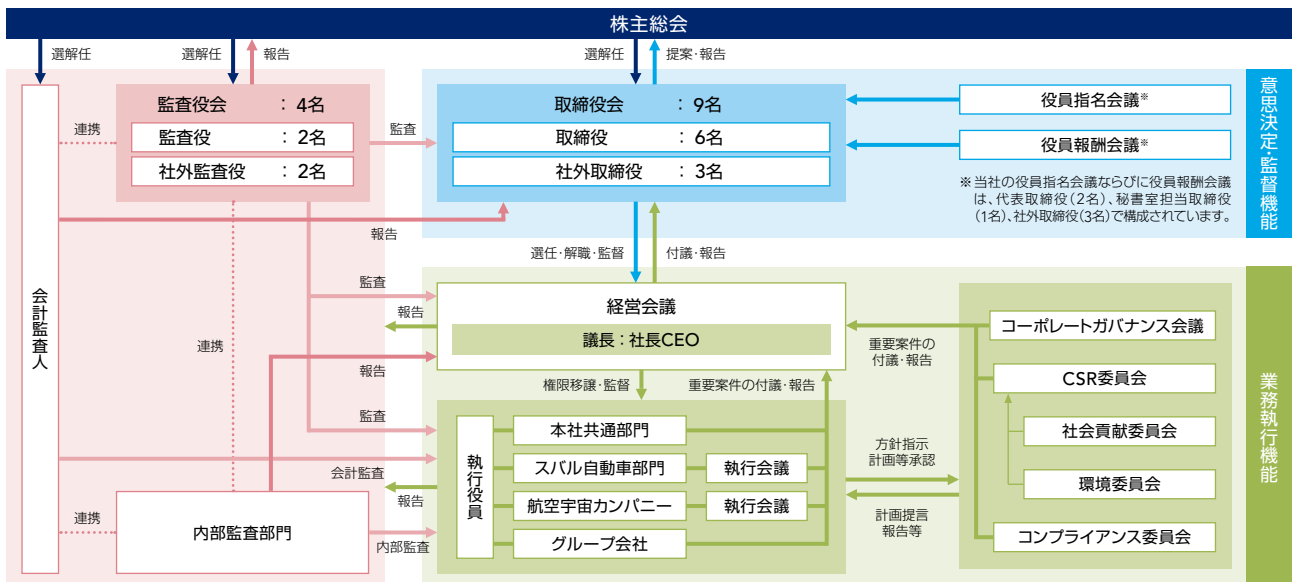 株主総会
選解任
選解任
報告
選解任
提案・報告
監査役会 : 4名
監査役 : 2名
社外監査役 : 2名
連携
監査
取締役会 : 9名
取締役 : 6名
社外取締役 : 3名
役員指名会議※
役員報酬会議※
※当社の役員指名会議ならびに役員報酬会議
は、代表取締役(2名)、秘書室担当取締役
(1名)、社外取締役(3名)で構成されています。
意思決定・監督機能
報告
選任・解職・監督
付議・報告
会計監査人
監査
報告
経営会議
議長:社長CEO
連携
報告
重要案件の
付議・報告
コーポレートガバナンス会議
CSR委員会
社会貢献委員会
環境委員会
コンプライアンス委員会
業務執行機能
権限移譲・監督
重要案件の付議・報告
監査
会計監査
報告
執行役員
本社共通部門
スバル自動車部門
執行会議
航空宇宙カンパニー
執行会議
グループ会社
方針指示
計画等承認
計画提言
報告等
連携
内部監査部門
内部監査